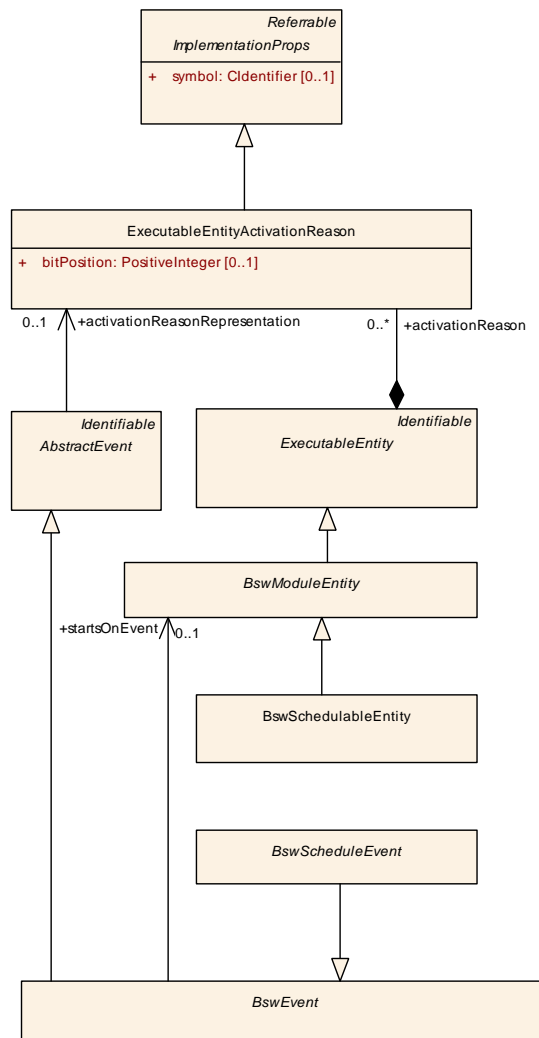 Referrable
ImplementationProps
+ symbol: CIdentifier [0..1]
ExecutableEntityActivationReason
+ bitPosition: PositiveInteger [0..1]
0..1
+activationReasonRepresentation
0..*
+activationReason
Identifiable
AbstractEvent
Identifiable
ExecutableEntity
BswModuleEntity
+startsOnEvent
0..1
BswSchedulableEntity
BswScheduleEvent
BswEvent